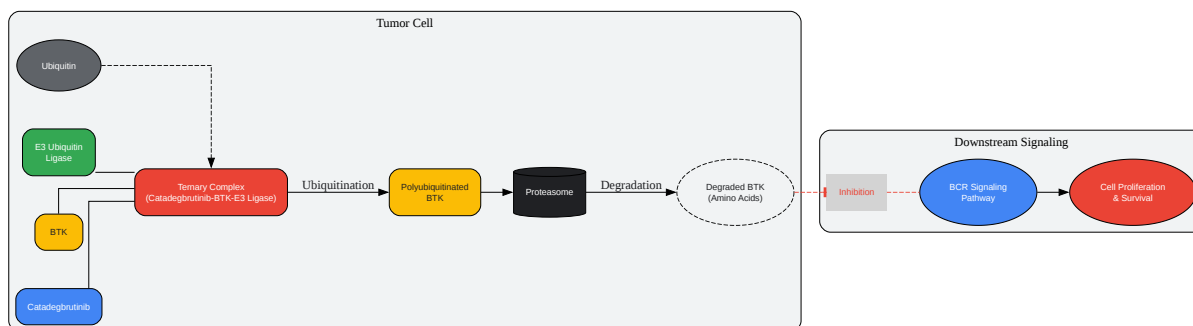 Tumor Cell
Ubiquitin
E3 Ubiquitin
Ligase
BTK
Catadegbrutinib
Ternary Complex
(Catadegbrutinib-BTK-E3 Ligase)
Ubiquitination
Polyubiquitinated
BTK
Proteasome
Degradation
Degraded BTK
(Amino Acids)
Downstream Signaling
Inhibition
BCR Signaling
Pathway
Cell Proliferation
& Survival